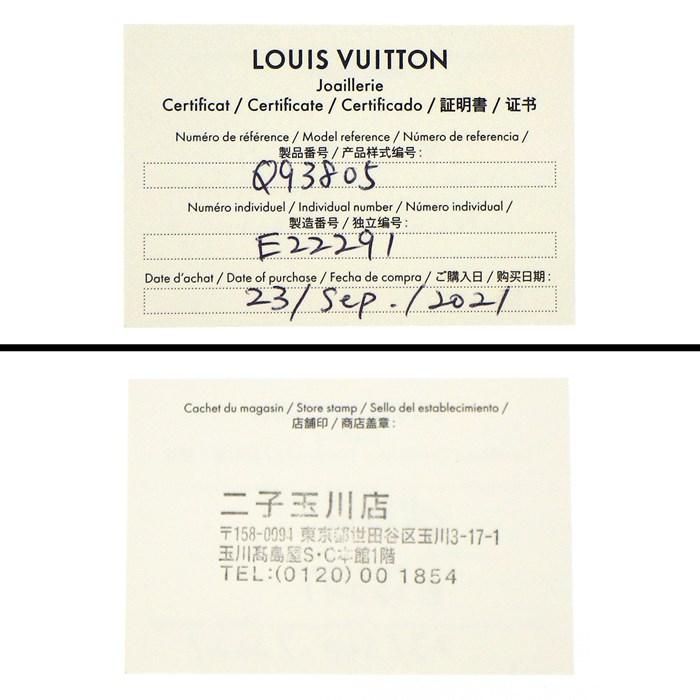 LOUIS VUITTON
Joaillerie
Certificat / Certificate / Certificado / 証明書 / 证书
Numéro de référence / Model reference / Número de referencia /
製品番号 / 产品样式编号:
Q93805
Numéro individuel / Individual number / Número individual /
製造番号 / 独立编号:
E22291
Date d'achat / Date of purchase / Fecha de compra / ご購入日 / 购买日期:
23/Sep./2021
Cachet du magasin / Store stamp / Sello del establecimiento /
店舗印 / 商店盖章:
二子玉川店
〒158-0094 東京都世田谷区玉川3-17-1
玉川髙島屋S・C本館1階
TEL:(0120) 00 1854